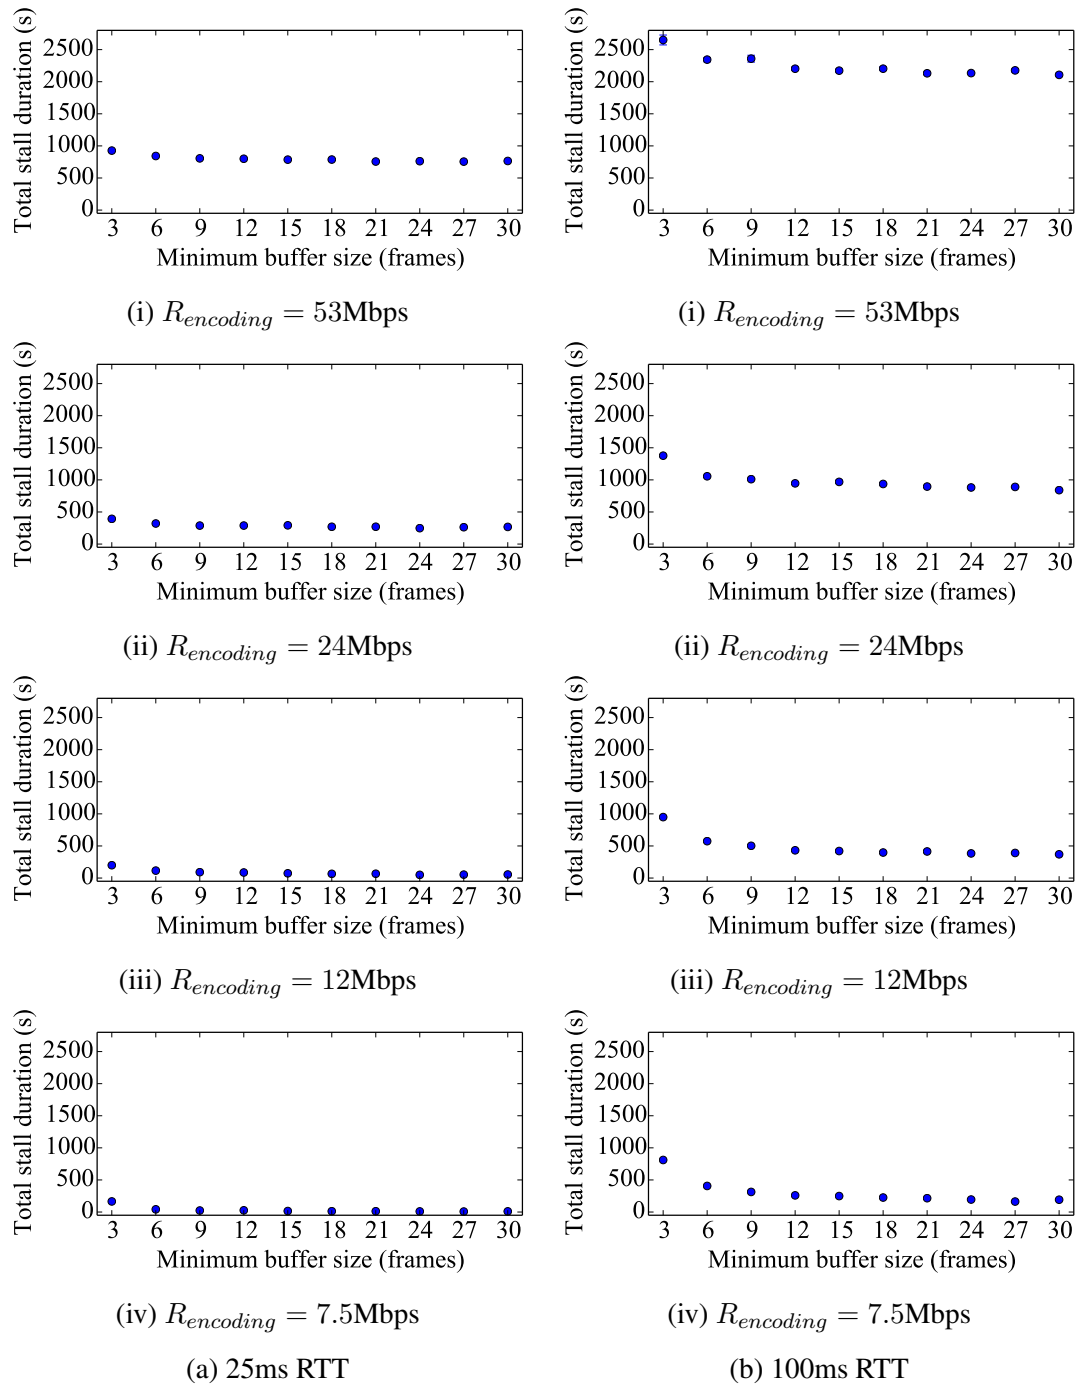 Total stall duration (s)
2500
2000
1500
1000
500
0
3 6 9 12 15 18 21 24 27 30
Minimum buffer size (frames)
(i) R_encoding = 53Mbps
Total stall duration (s)
2500
2000
1500
1000
500
0
3 6 9 12 15 18 21 24 27 30
Minimum buffer size (frames)
(i) R_encoding = 53Mbps
Total stall duration (s)
2500
2000
1500
1000
500
0
3 6 9 12 15 18 21 24 27 30
Minimum buffer size (frames)
(ii) R_encoding = 24Mbps
Total stall duration (s)
2500
2000
1500
1000
500
0
3 6 9 12 15 18 21 24 27 30
Minimum buffer size (frames)
(ii) R_encoding = 24Mbps
Total stall duration (s)
2500
2000
1500
1000
500
0
3 6 9 12 15 18 21 24 27 30
Minimum buffer size (frames)
(iii) R_encoding = 12Mbps
Total stall duration (s)
2500
2000
1500
1000
500
0
3 6 9 12 15 18 21 24 27 30
Minimum buffer size (frames)
(iii) R_encoding = 12Mbps
Total stall duration (s)
2500
2000
1500
1000
500
0
3 6 9 12 15 18 21 24 27 30
Minimum buffer size (frames)
(iv) R_encoding = 7.5Mbps
Total stall duration (s)
2500
2000
1500
1000
500
0
3 6 9 12 15 18 21 24 27 30
Minimum buffer size (frames)
(iv) R_encoding = 7.5Mbps
(a) 25ms RTT
(b) 100ms RTT